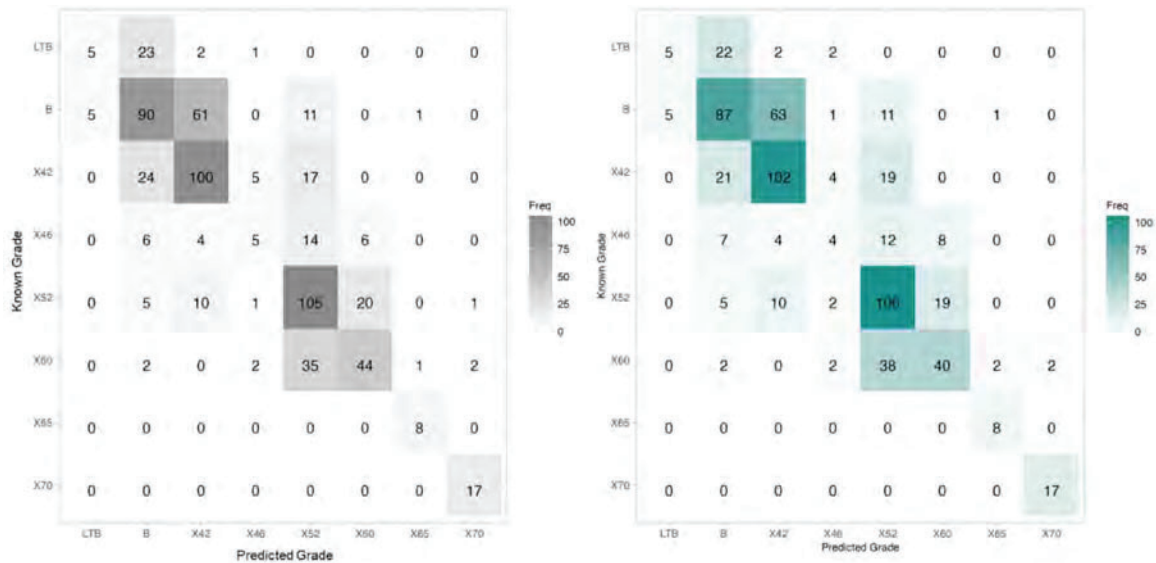 LTB 5 23 2 1 0 0 0 0
B 5 90 61 0 11 0 1 0
X42 0 24 100 5 17 0 0 0
X46 0 6 4 5 14 6 0 0
X52 0 5 10 1 105 20 0 1
X60 0 2 0 2 35 44 1 2
X65 0 0 0 0 0 0 8 0
X70 0 0 0 0 0 0 0 17
LTB B X42 X46 X52 X60 X65 X70
Predicted Grade
Known Grade
Freq
100
75
50
25
0
LTB 5 22 2 2 0 0 0 0
B 5 87 63 1 11 0 1 0
X42 0 21 102 4 19 0 0 0
X46 0 7 4 4 12 8 0 0
X52 0 5 10 2 106 19 0 0
X60 0 2 0 2 38 40 2 2
X65 0 0 0 0 0 0 8 0
X70 0 0 0 0 0 0 0 17
LTB B X42 X46 X52 X60 X65 X70
Predicted Grade
Known Grade
Freq
100
75
50
25
0